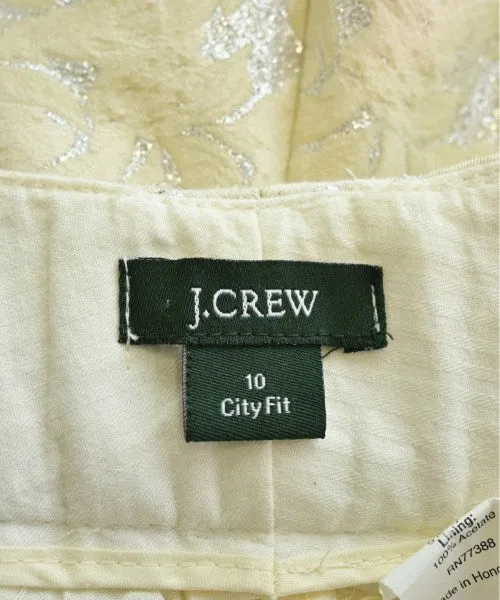 J.CREW
10
City Fit
Lining:
100% Acetate
RN77388